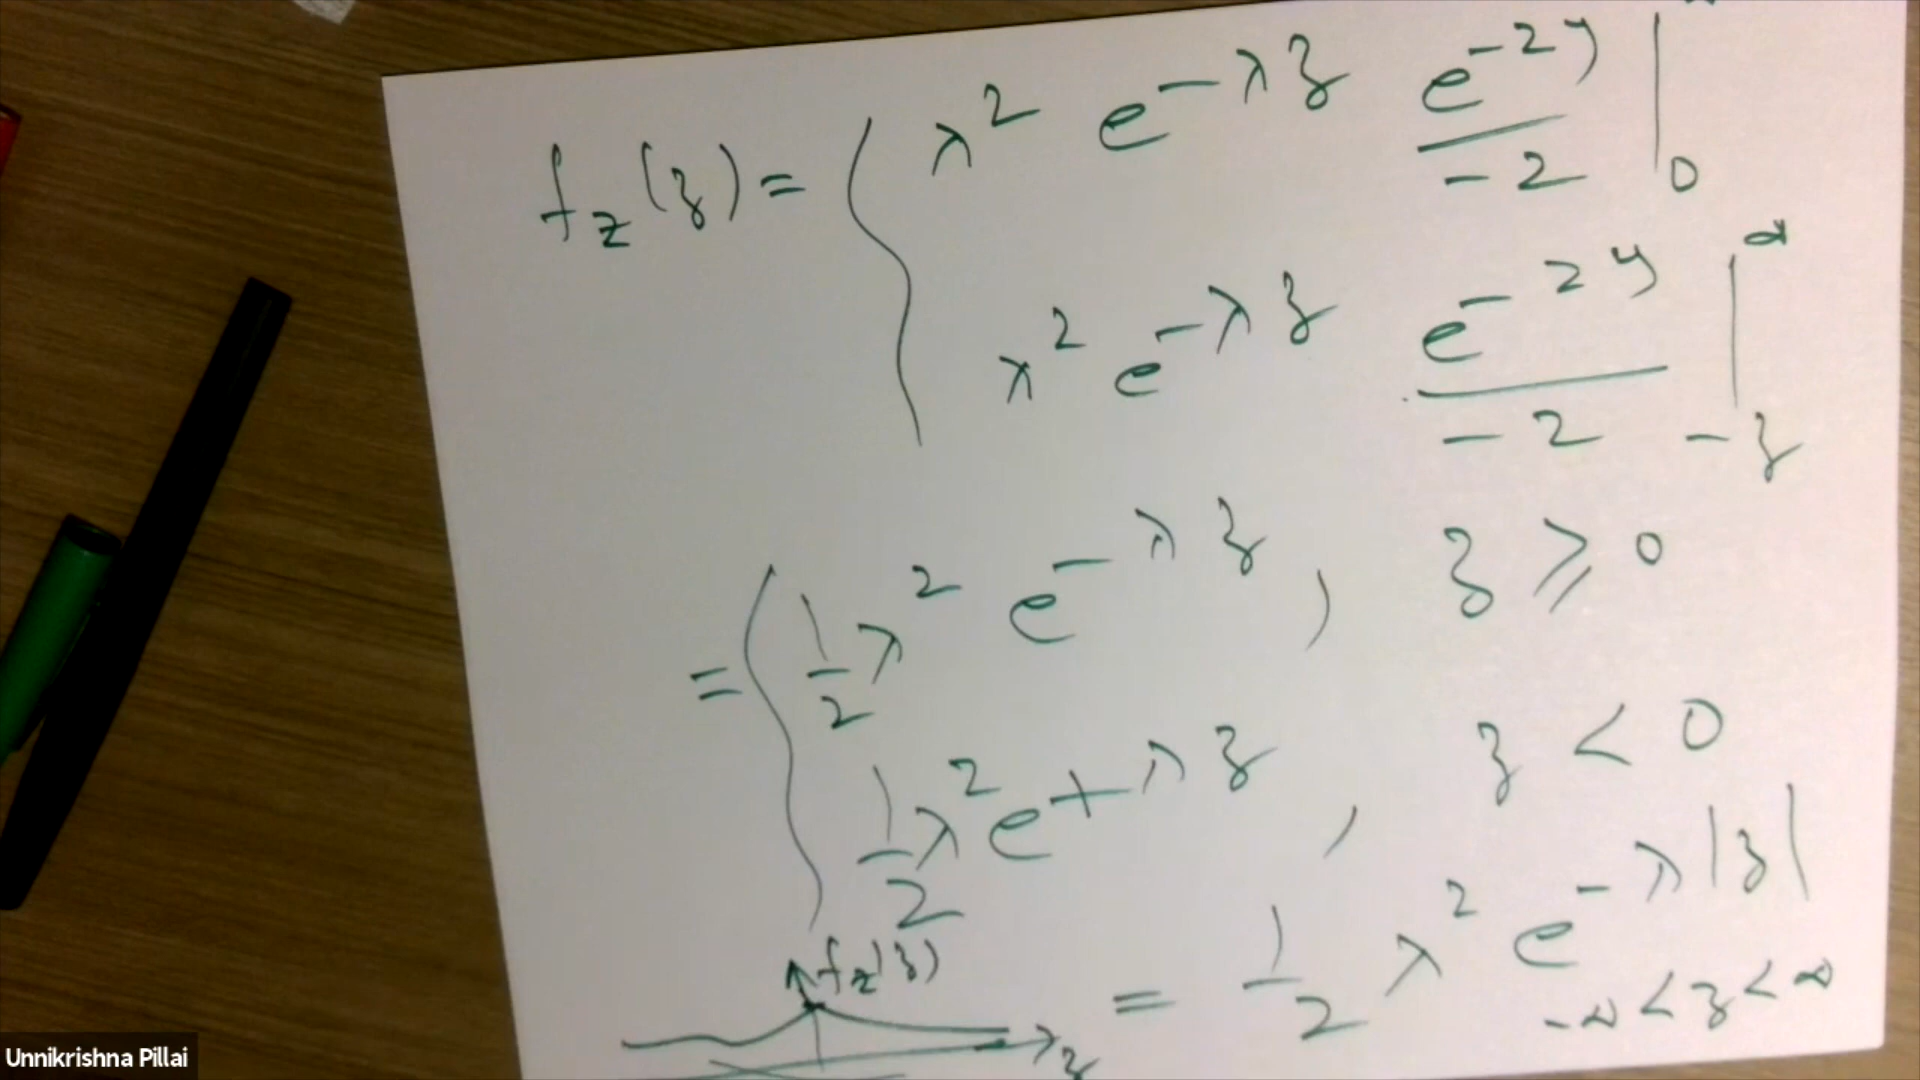 f_Z(z) = { λ² e^{-λz} e^{-2y}/-2 |_0
λ² e^{-λz} e^{-2y}/-2 |_{-z}^∞
= { 1/2 λ² e^{-λz} , z ≥ 0
1/2 λ² e^{+λz} , z < 0
= 1/2 λ² e^{-λ|z|}
-∞ < z < ∞
f_Z(z)
z
Unnikrishna Pillai